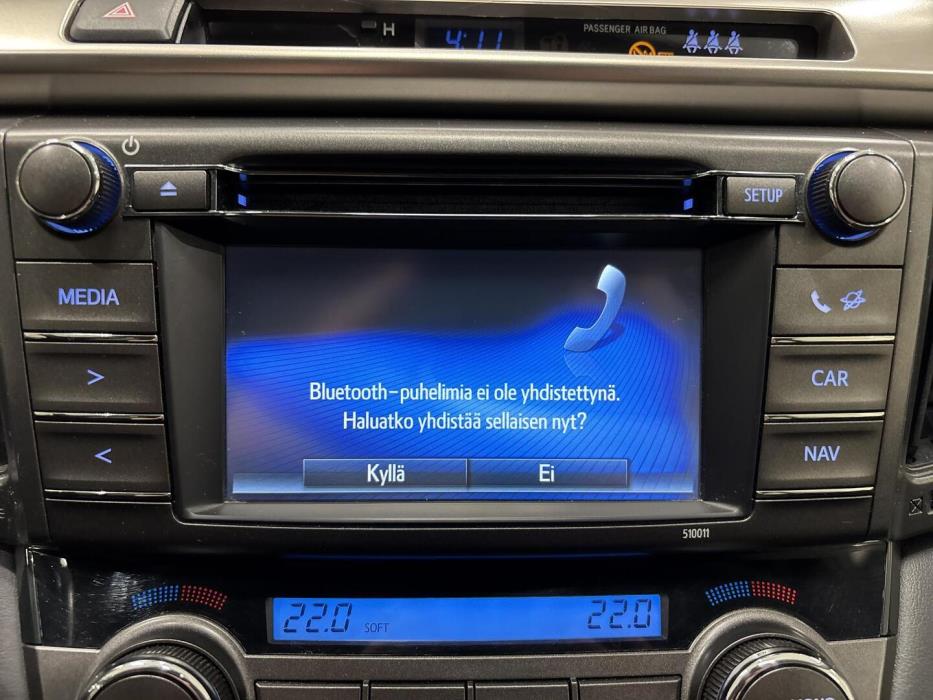 H
4:11
PASSENGER AIR BAG
SETUP
MEDIA
>
CAR
<
NAV
Bluetooth-puhelimia ei ole yhdistettynä.
Haluatko yhdistää sellaisen nyt?
Kyllä
Ei
510011
22.0
SOFT
22.0